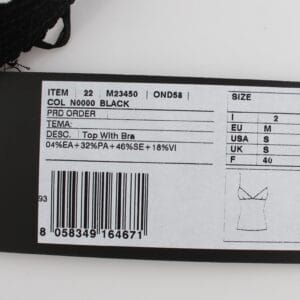 ITEM | 22 | M23450 | OND58 |
COL N0000 BLACK
PRD ORDER
TEMA:
DESC. Top With Bra
04%EA+32%PA+46%SE+18%VI
93
8 058349 164671
SIZE
I 2
EU M
USA S
UK S
F 40